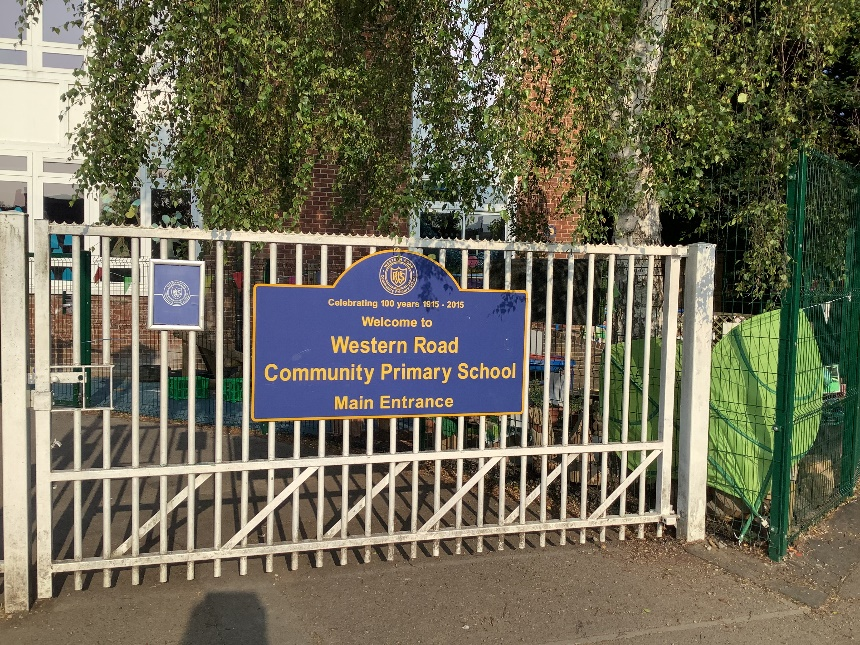 Celebrating 100 years 1915 - 2015
Welcome to
Western Road
Community Primary School
Main Entrance